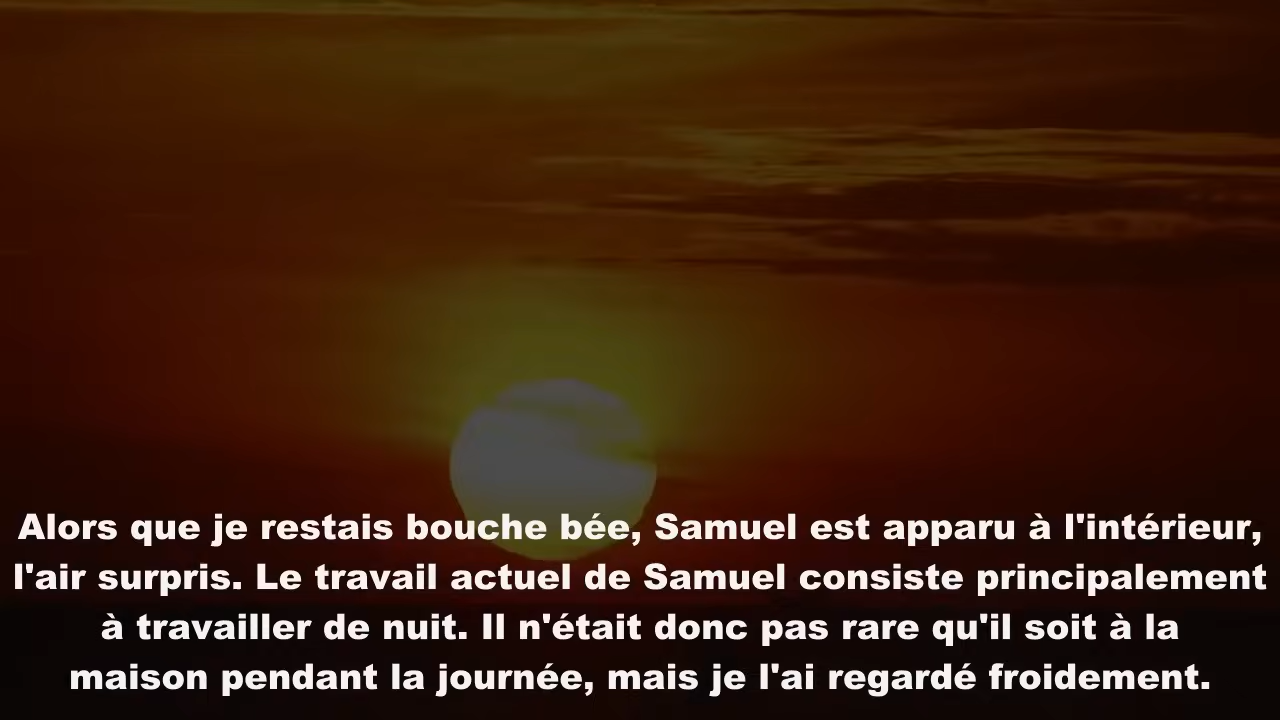 Alors que je restais bouche bée, Samuel est apparu à l'intérieur,
l'air surpris. Le travail actuel de Samuel consiste principalement
à travailler de nuit. Il n'était donc pas rare qu'il soit à la
maison pendant la journée, mais je l'ai regardé froidement.